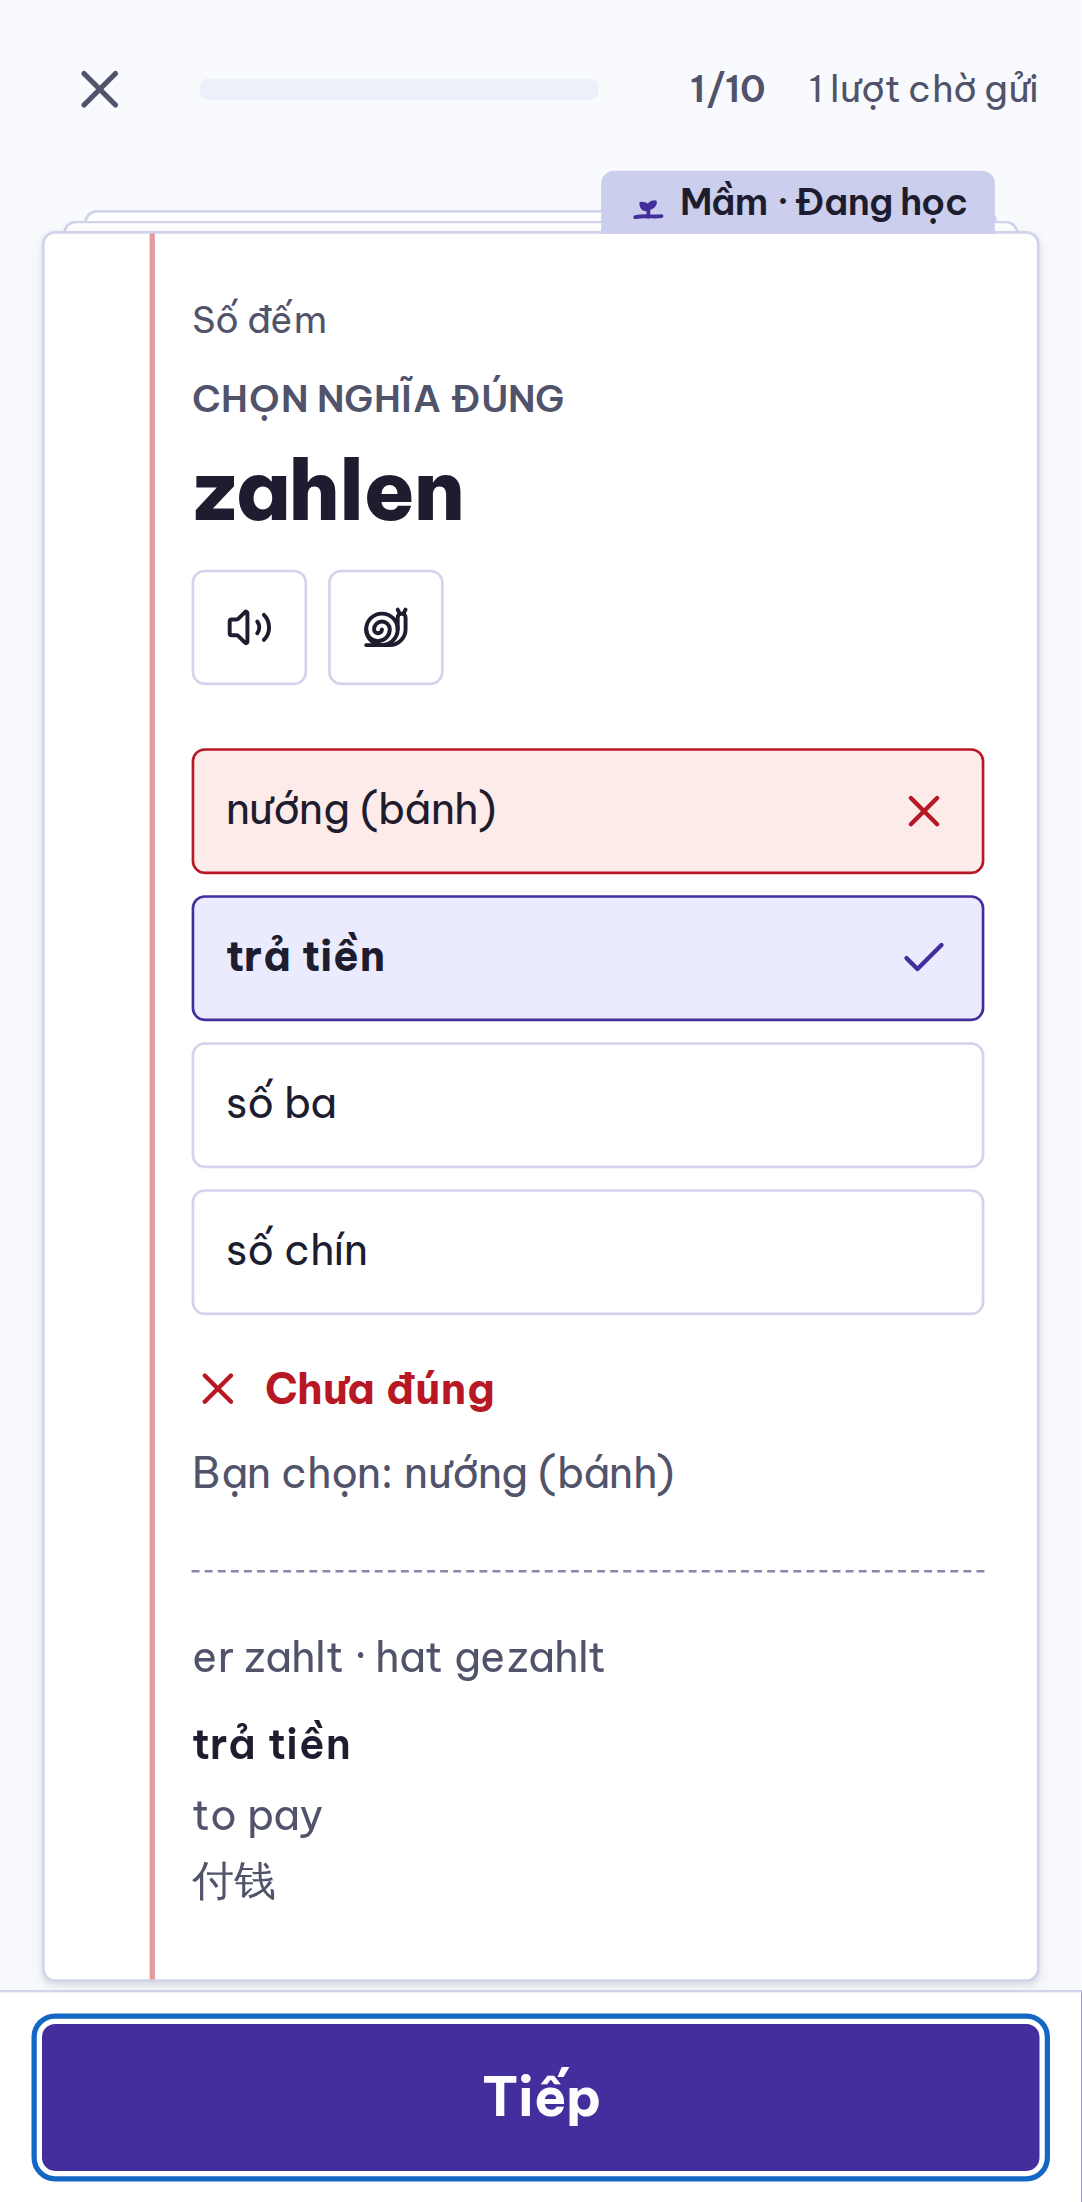 1/10 1 lượt chờ gửi
Mầm · Đang học
Số đếm
CHỌN NGHĨA ĐÚNG
zahlen
nướng (bánh)
trả tiền
số ba
số chín
Chưa đúng
Bạn chọn: nướng (bánh)
er zahlt · hat gezahlt
trả tiền
to pay
付钱
Tiếp